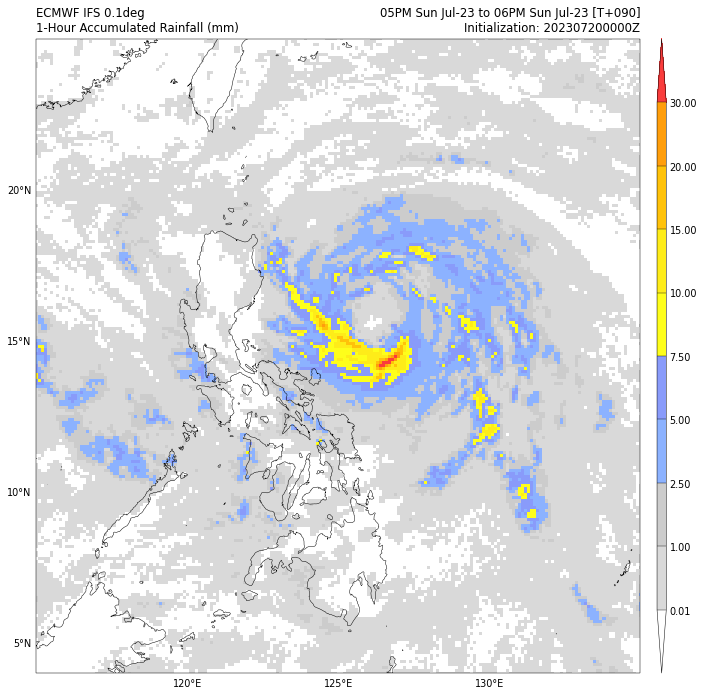 ECMWF IFS 0.1deg
05PM Sun Jul-23 to 06PM Sun Jul-23 [T+090]
1-Hour Accumulated Rainfall (mm)
Initialization: 2023072000000Z
30.00
20.00
15.00
10.00
7.50
5.00
2.50
1.00
0.01
20°N
15°N
10°N
5°N
120°E
125°E
130°E